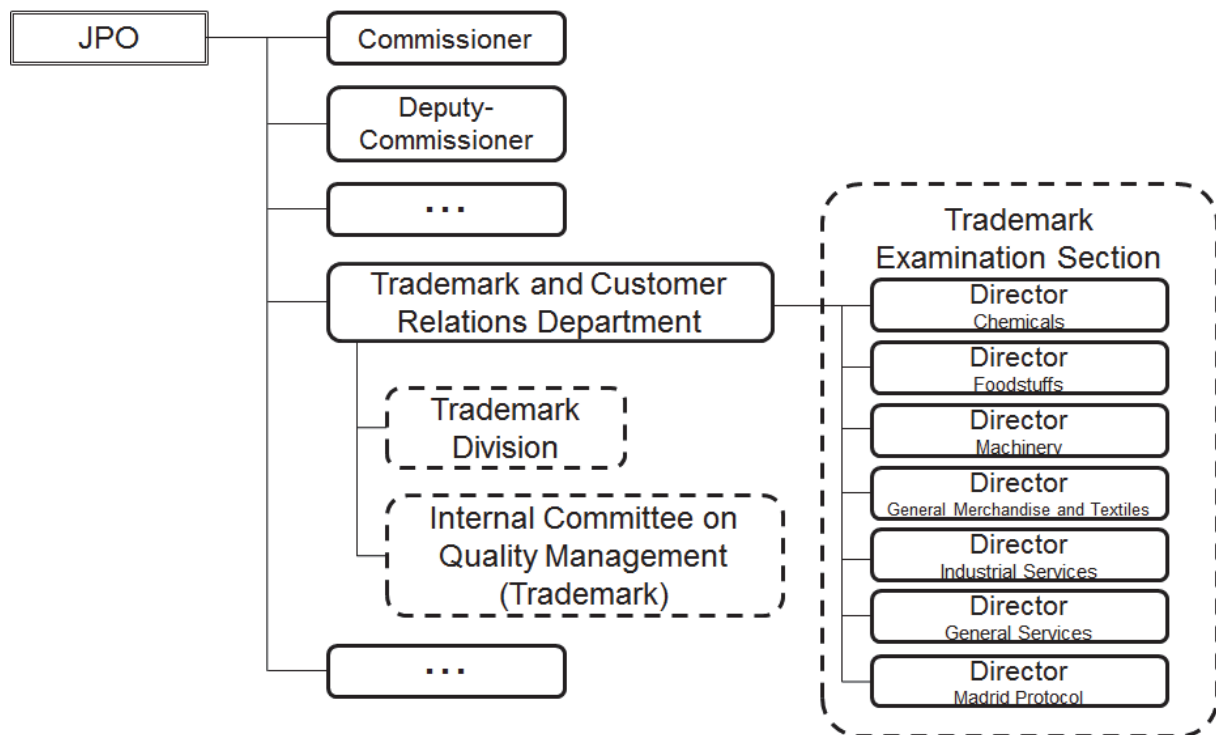 JPO
Commissioner
Deputy-
Commissioner
...
Trademark and Customer
Relations Department
Trademark
Division
Internal Committee on
Quality Management
(Trademark)
...
Trademark
Examination Section
Director
Chemicals
Director
Foodstuffs
Director
Machinery
Director
General Merchandise and Textiles
Director
Industrial Services
Director
General Services
Director
Madrid Protocol